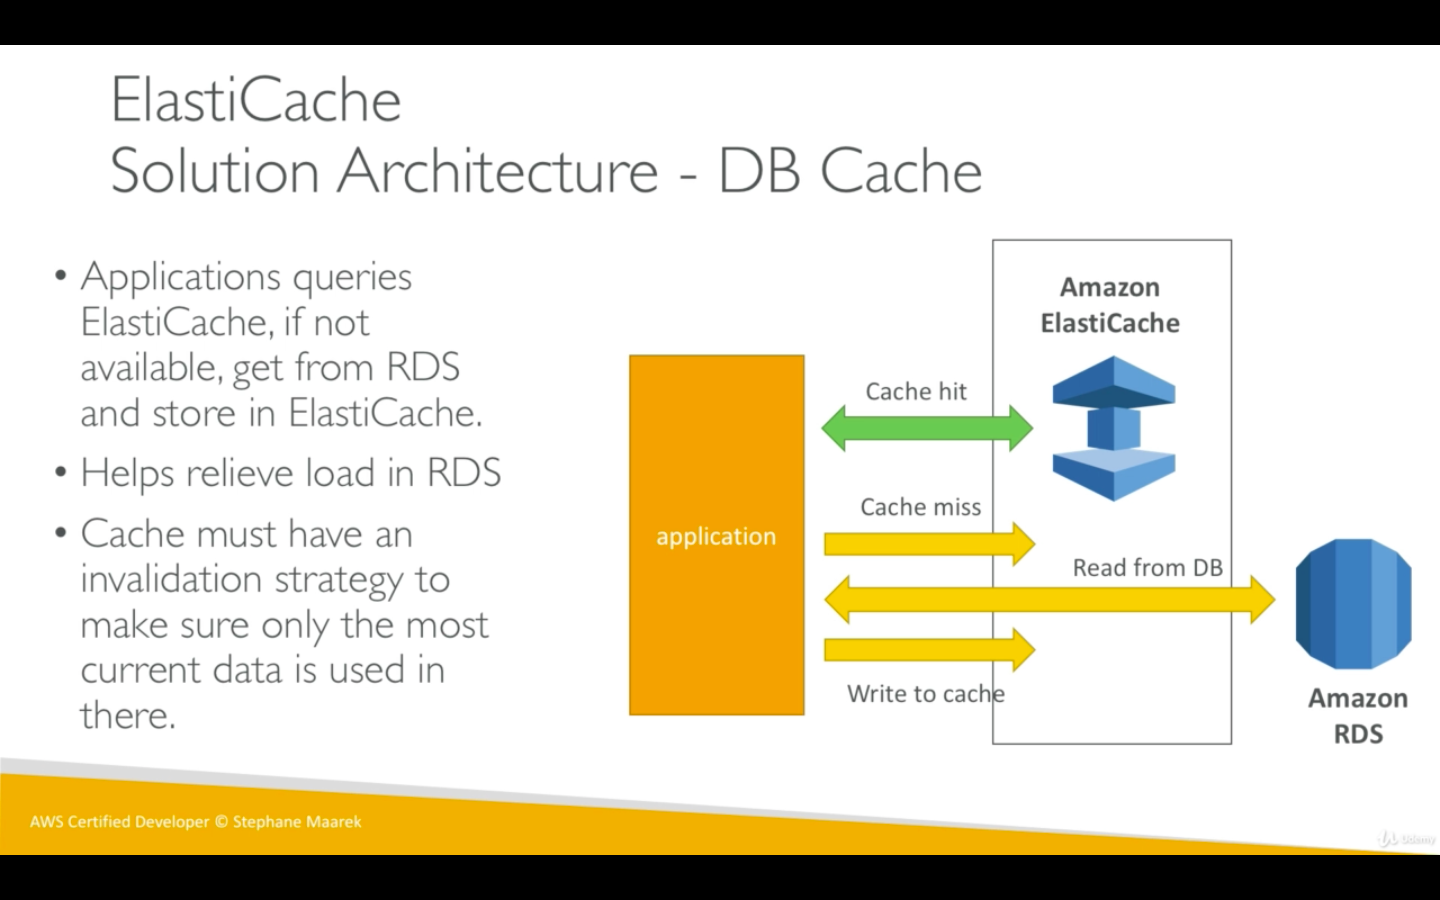 ElastiCache
Solution Architecture - DB Cache
• Applications queries
ElastiCache, if not
available, get from RDS
and store in ElastiCache.
• Helps relieve load in RDS
• Cache must have an
invalidation strategy to
make sure only the most
current data is used in
there.
Amazon
ElastiCache
Cache hit
Cache miss
application
Read from DB
Write to cache
Amazon
RDS
AWS Certified Developer © Stephane Maarek
Udemy